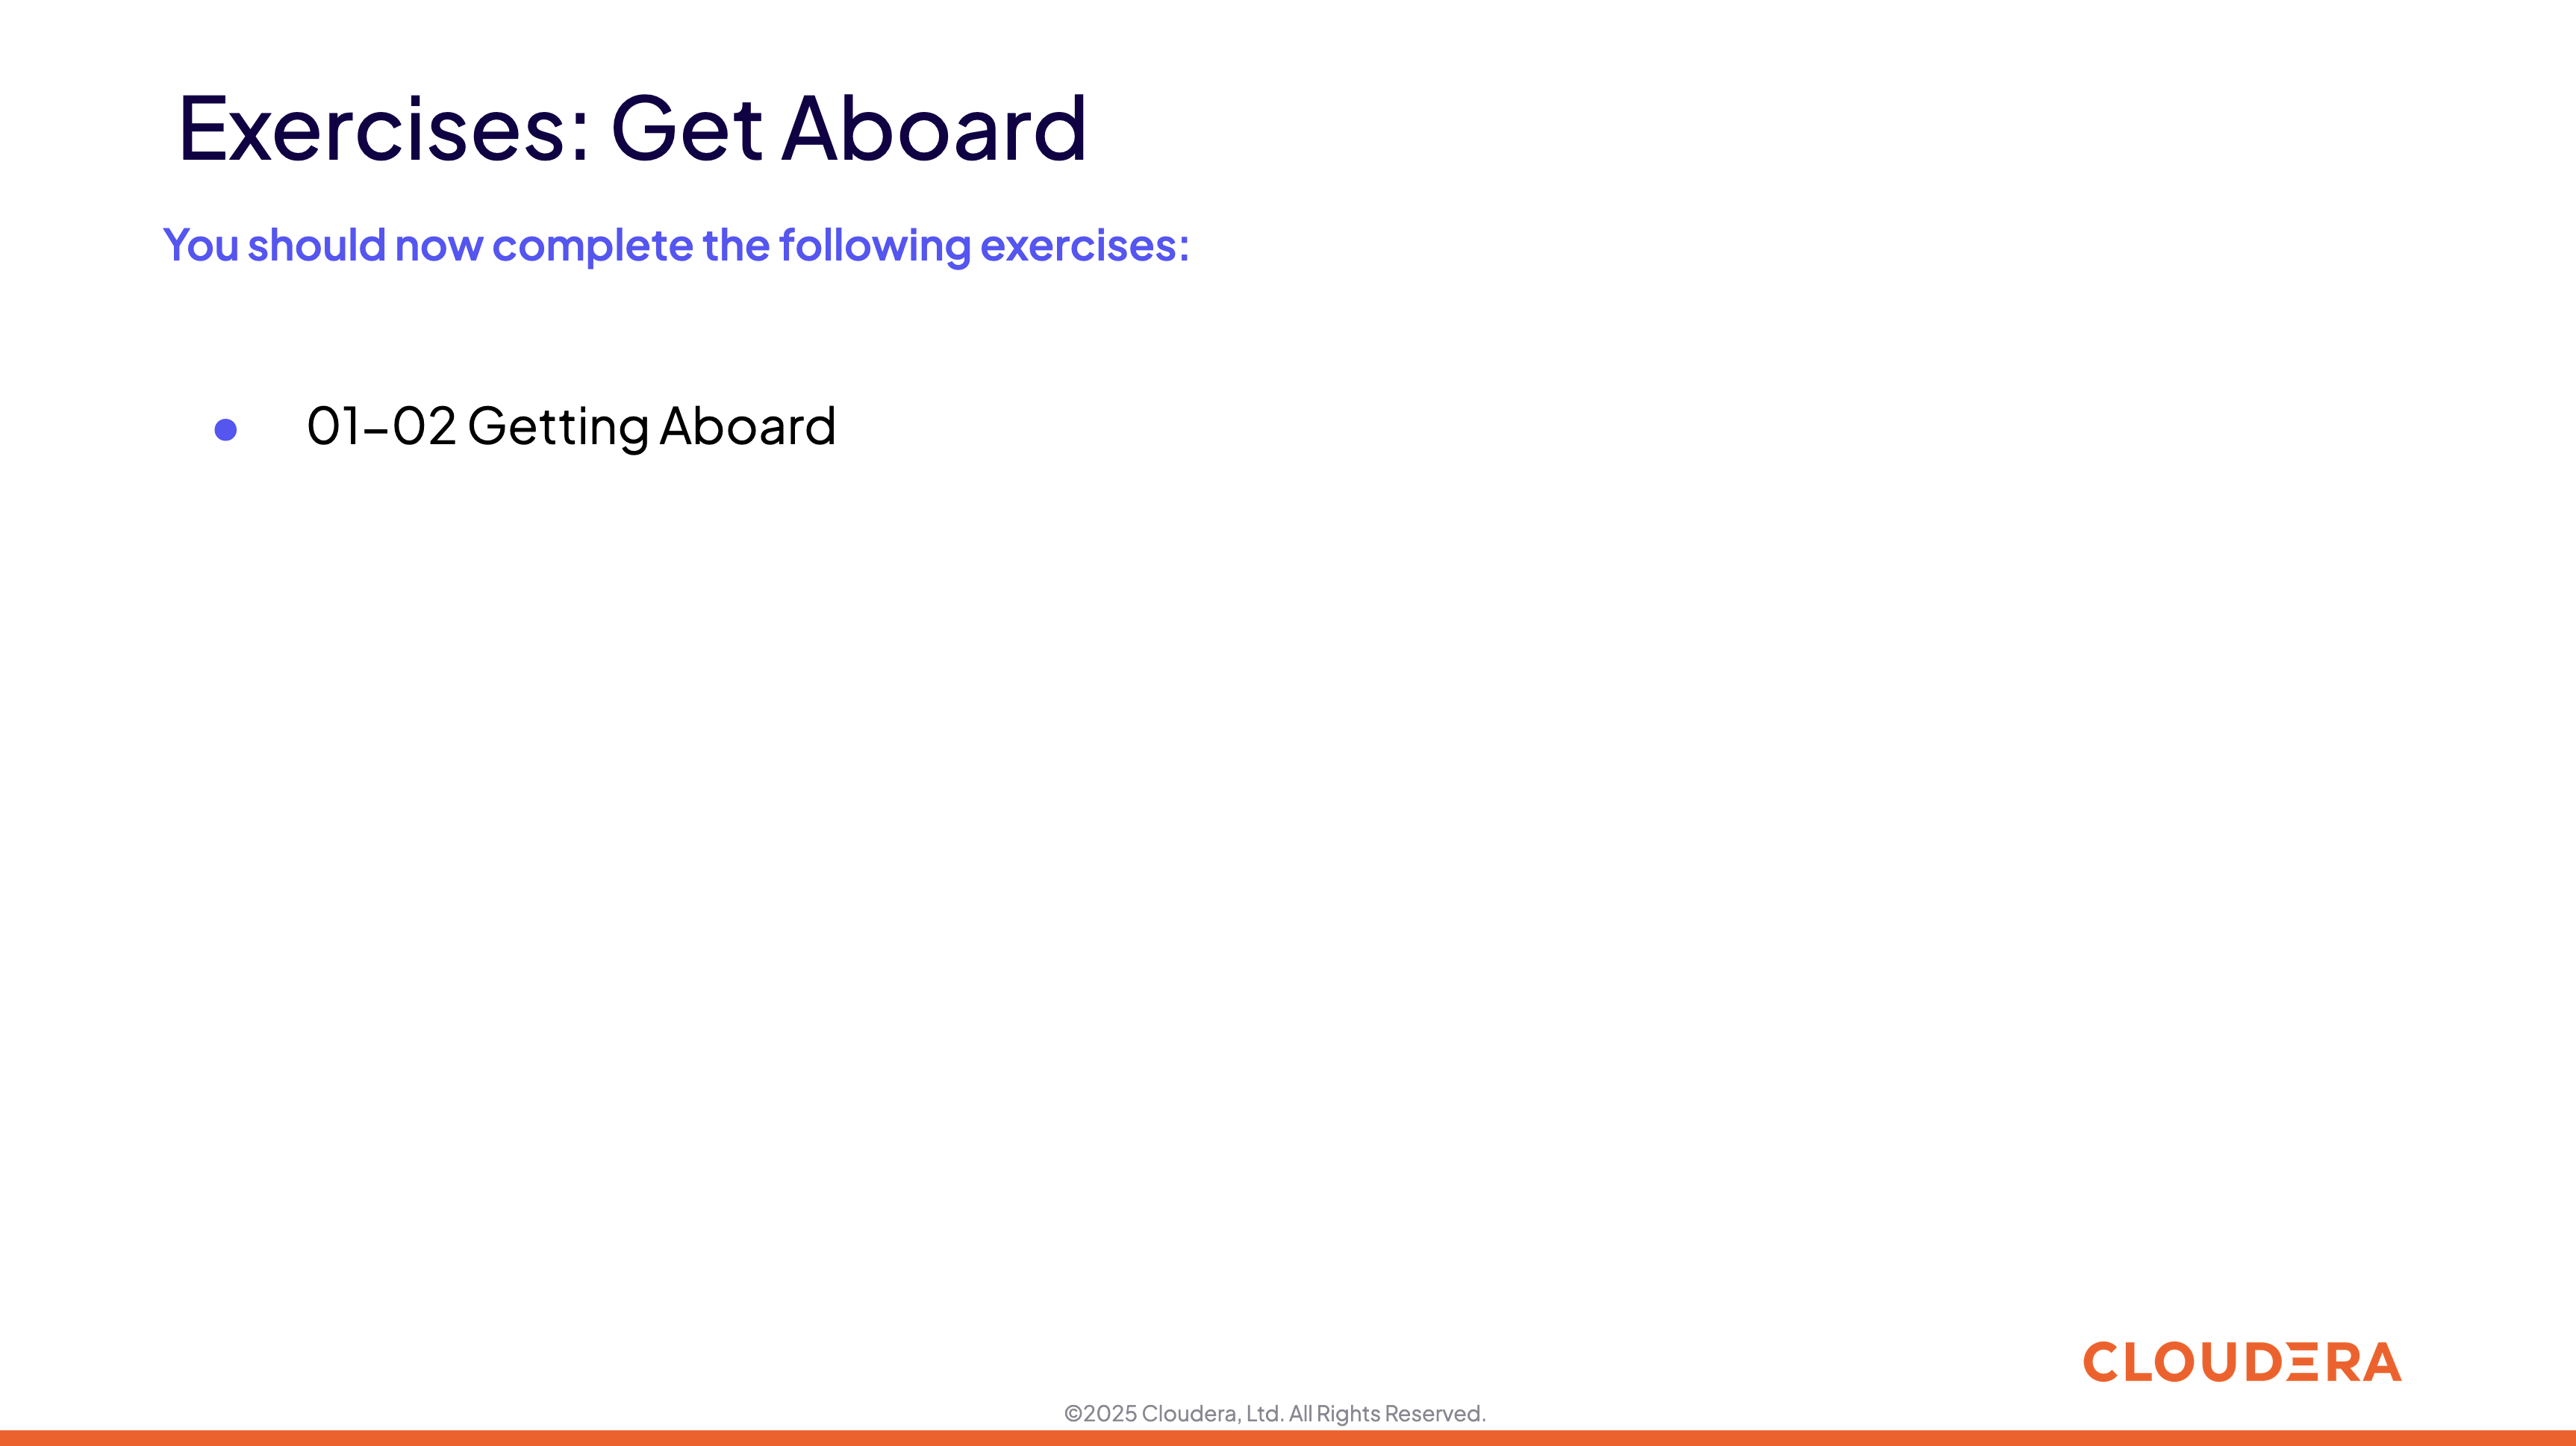 Exercises: Get Aboard
You should now complete the following exercises:
● 01-02 Getting Aboard
CLOUDERA
©2025 Cloudera, Ltd. All Rights Reserved.